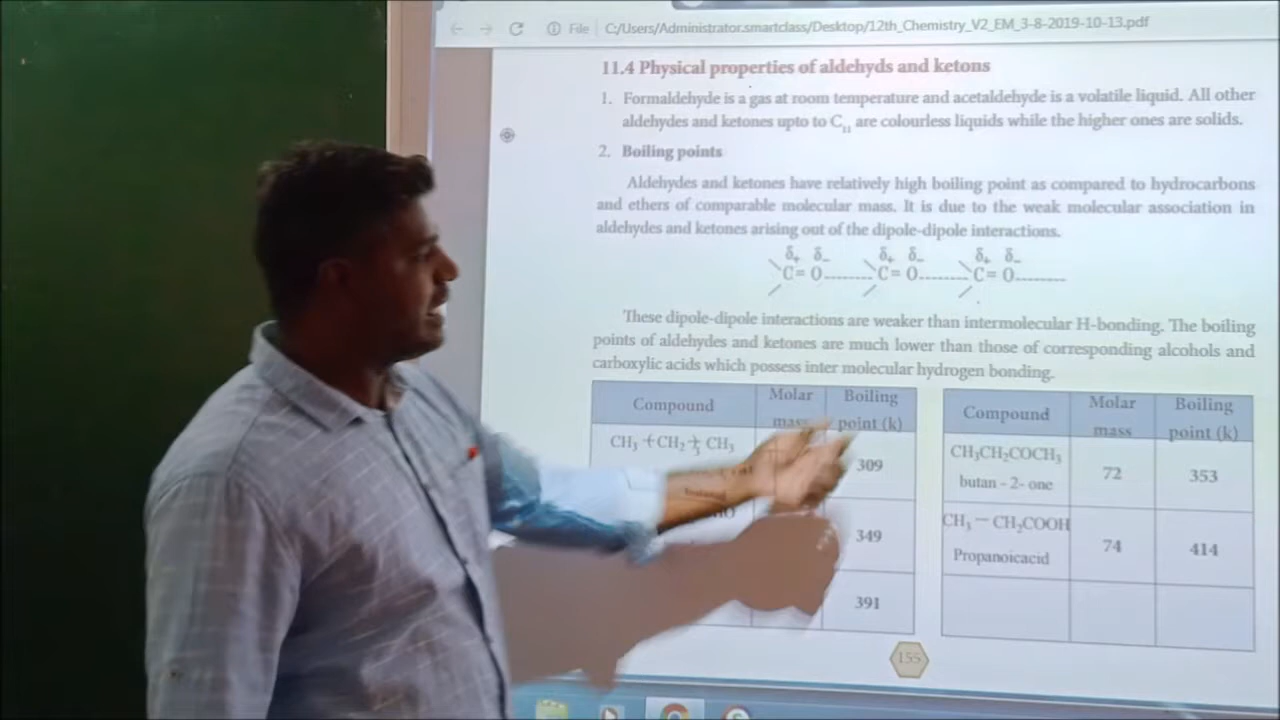 File C:/Users/Administrator.smartclass/Desktop/12th_Chemistry_V2_EM_3-8-2019-10-13.pdf
11.4 Physical properties of aldehyds and ketons
1. Formaldehyde is a gas at room temperature and acetaldehyde is a volatile liquid. All other
aldehydes and ketones upto to C₁₁ are colourless liquids while the higher ones are solids.
2. Boiling points
Aldehydes and ketones have relatively high boiling point as compared to hydrocarbons
and ethers of comparable molecular mass. It is due to the weak molecular association in
aldehydes and ketones arising out of the dipole-dipole interactions.
δ+ δ– δ+ δ– δ+ δ–
C= O-------- C= O-------- C= O--------
These dipole-dipole interactions are weaker than intermolecular H-bonding. The boiling
points of aldehydes and ketones are much lower than those of corresponding alcohols and
carboxylic acids which possess inter molecular hydrogen bonding.
Compound Molar mass Boiling point (k)
CH₃ +CH₂+₃ CH₃ 309
349
391
Compound Molar mass Boiling point (k)
CH₃CH₂COCH₃ 72 353
butan - 2- one
CH₃ — CH₂COOH 74 414
Propanoicacid
155